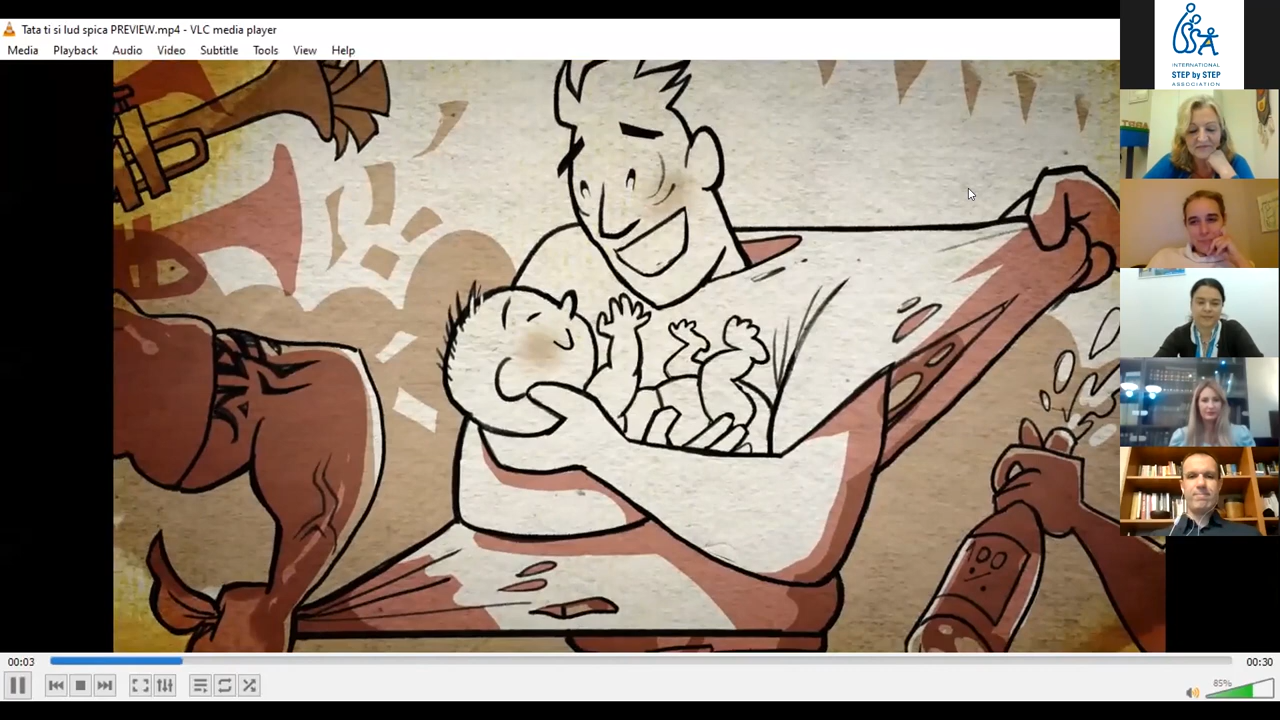 Tata ti si lud spica PREVIEW.mp4 - VLC media player
Media Playback Audio Video Subtitle Tools View Help
INTERNATIONAL
STEP by STEP
ASSOCIATION
100
%
00:03
00:30
85%